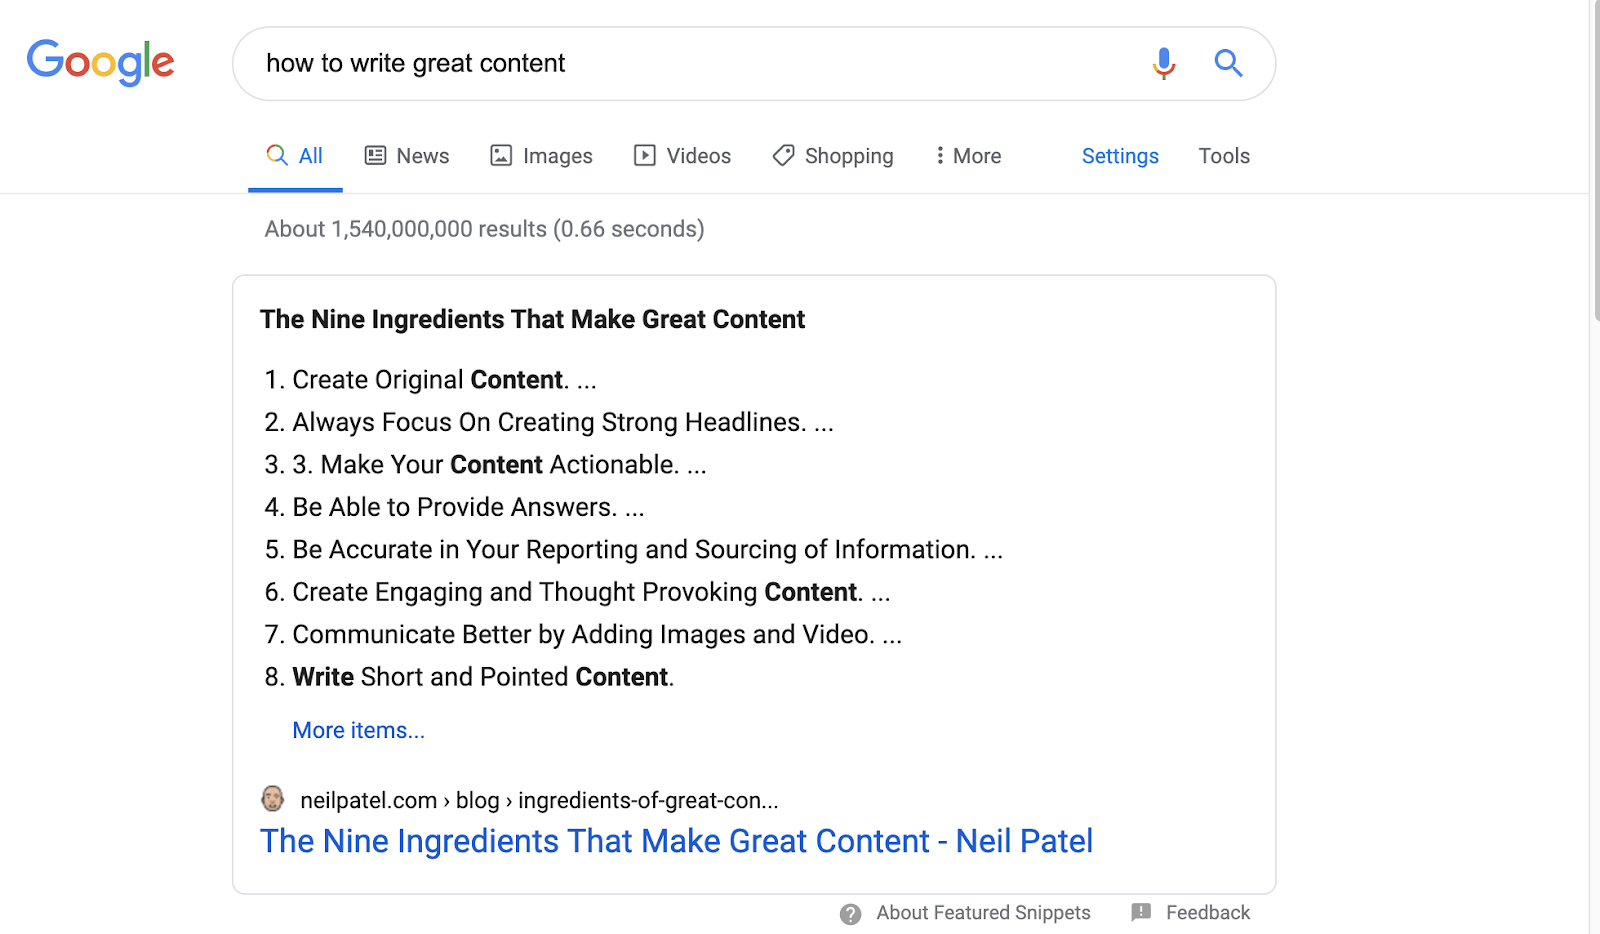 Google
how to write great content
All News Images Videos Shopping More Settings Tools
About 1,540,000,000 results (0.66 seconds)
The Nine Ingredients That Make Great Content
1. Create Original Content. ...
2. Always Focus On Creating Strong Headlines. ...
3. 3. Make Your Content Actionable. ...
4. Be Able to Provide Answers. ...
5. Be Accurate in Your Reporting and Sourcing of Information. ...
6. Create Engaging and Thought Provoking Content. ...
7. Communicate Better by Adding Images and Video. ...
8. Write Short and Pointed Content.
More items...
neilpatel.com › blog › ingredients-of-great-con...
The Nine Ingredients That Make Great Content - Neil Patel
About Featured Snippets Feedback